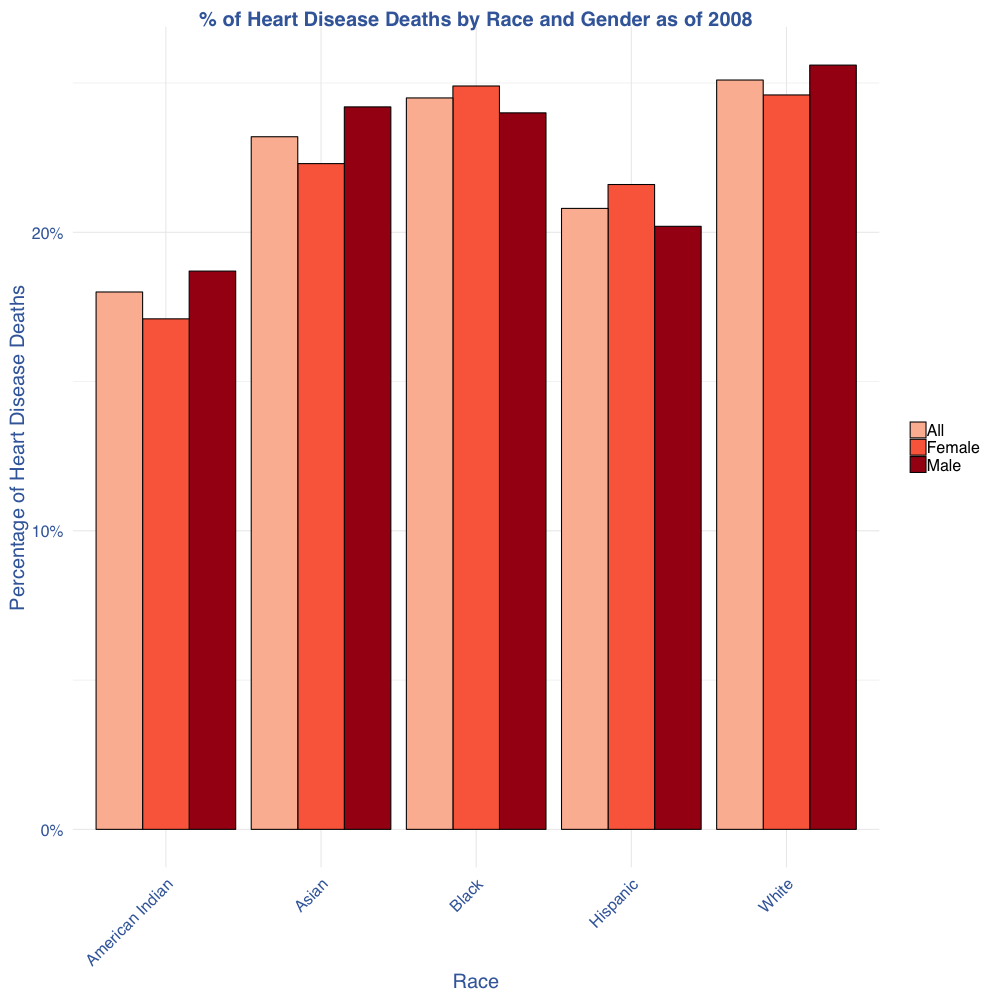 % of Heart Disease Deaths by Race and Gender as of 2008
Percentage of Heart Disease Deaths
20%
10%
0%
American Indian
Asian
Black
Hispanic
White
Race
All
Female
Male